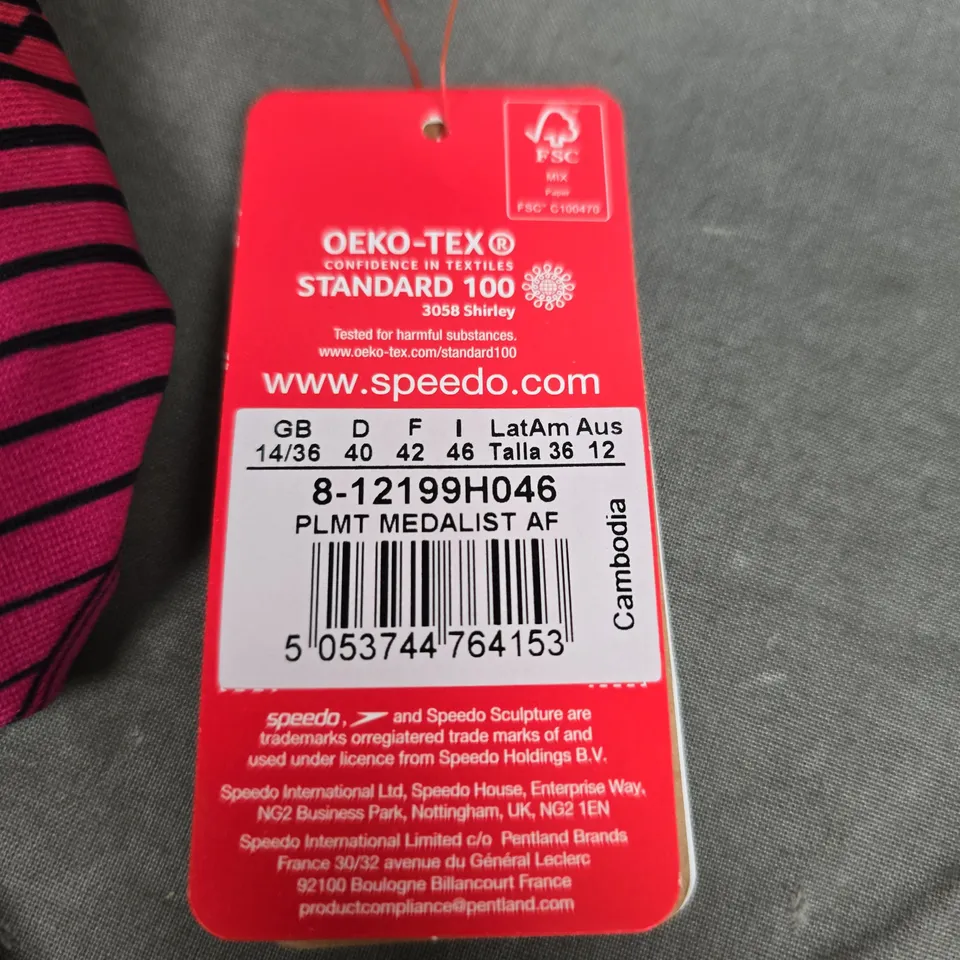 FSC
MIX
Paper
FSC® C100470
OEKO-TEX®
CONFIDENCE IN TEXTILES
STANDARD 100
3058 Shirley
Tested for harmful substances.
www.oeko-tex.com/standard100
www.speedo.com
GB D F I LatAm Aus
14/36 40 42 46 Talla 36 12
8-12199H046
PLMT MEDALIST AF
Cambodia
5 053744 764153
speedo, and Speedo Sculpture are
trademarks orregiatered trade marks of and
used under licence from Speedo Holdings B.V.
Speedo International Ltd, Speedo House, Enterprise Way,
NG2 Business Park, Nottingham, UK, NG2 1EN
Speedo International Limited c/o Pentland Brands
France 30/32 avenue du Général Leclerc
92100 Boulogne Billancourt France
productcompliance@pentland.com